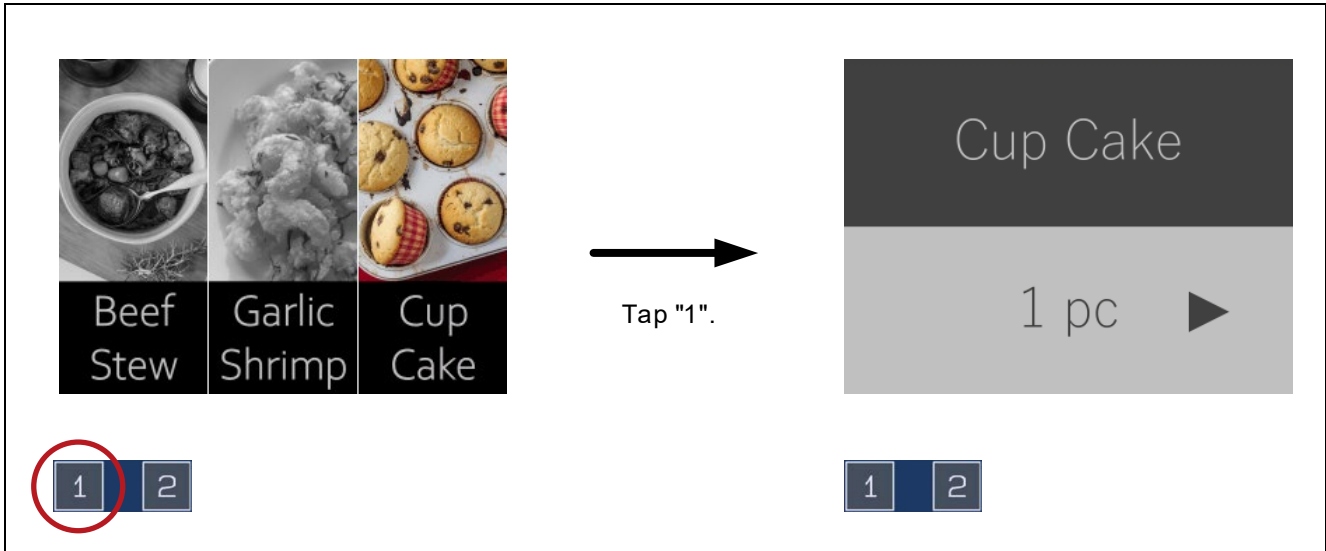 Beef
Stew
Garlic
Shrimp
Cup
Cake
Tap "1".
Cup Cake
1 pc
1 2
1 2